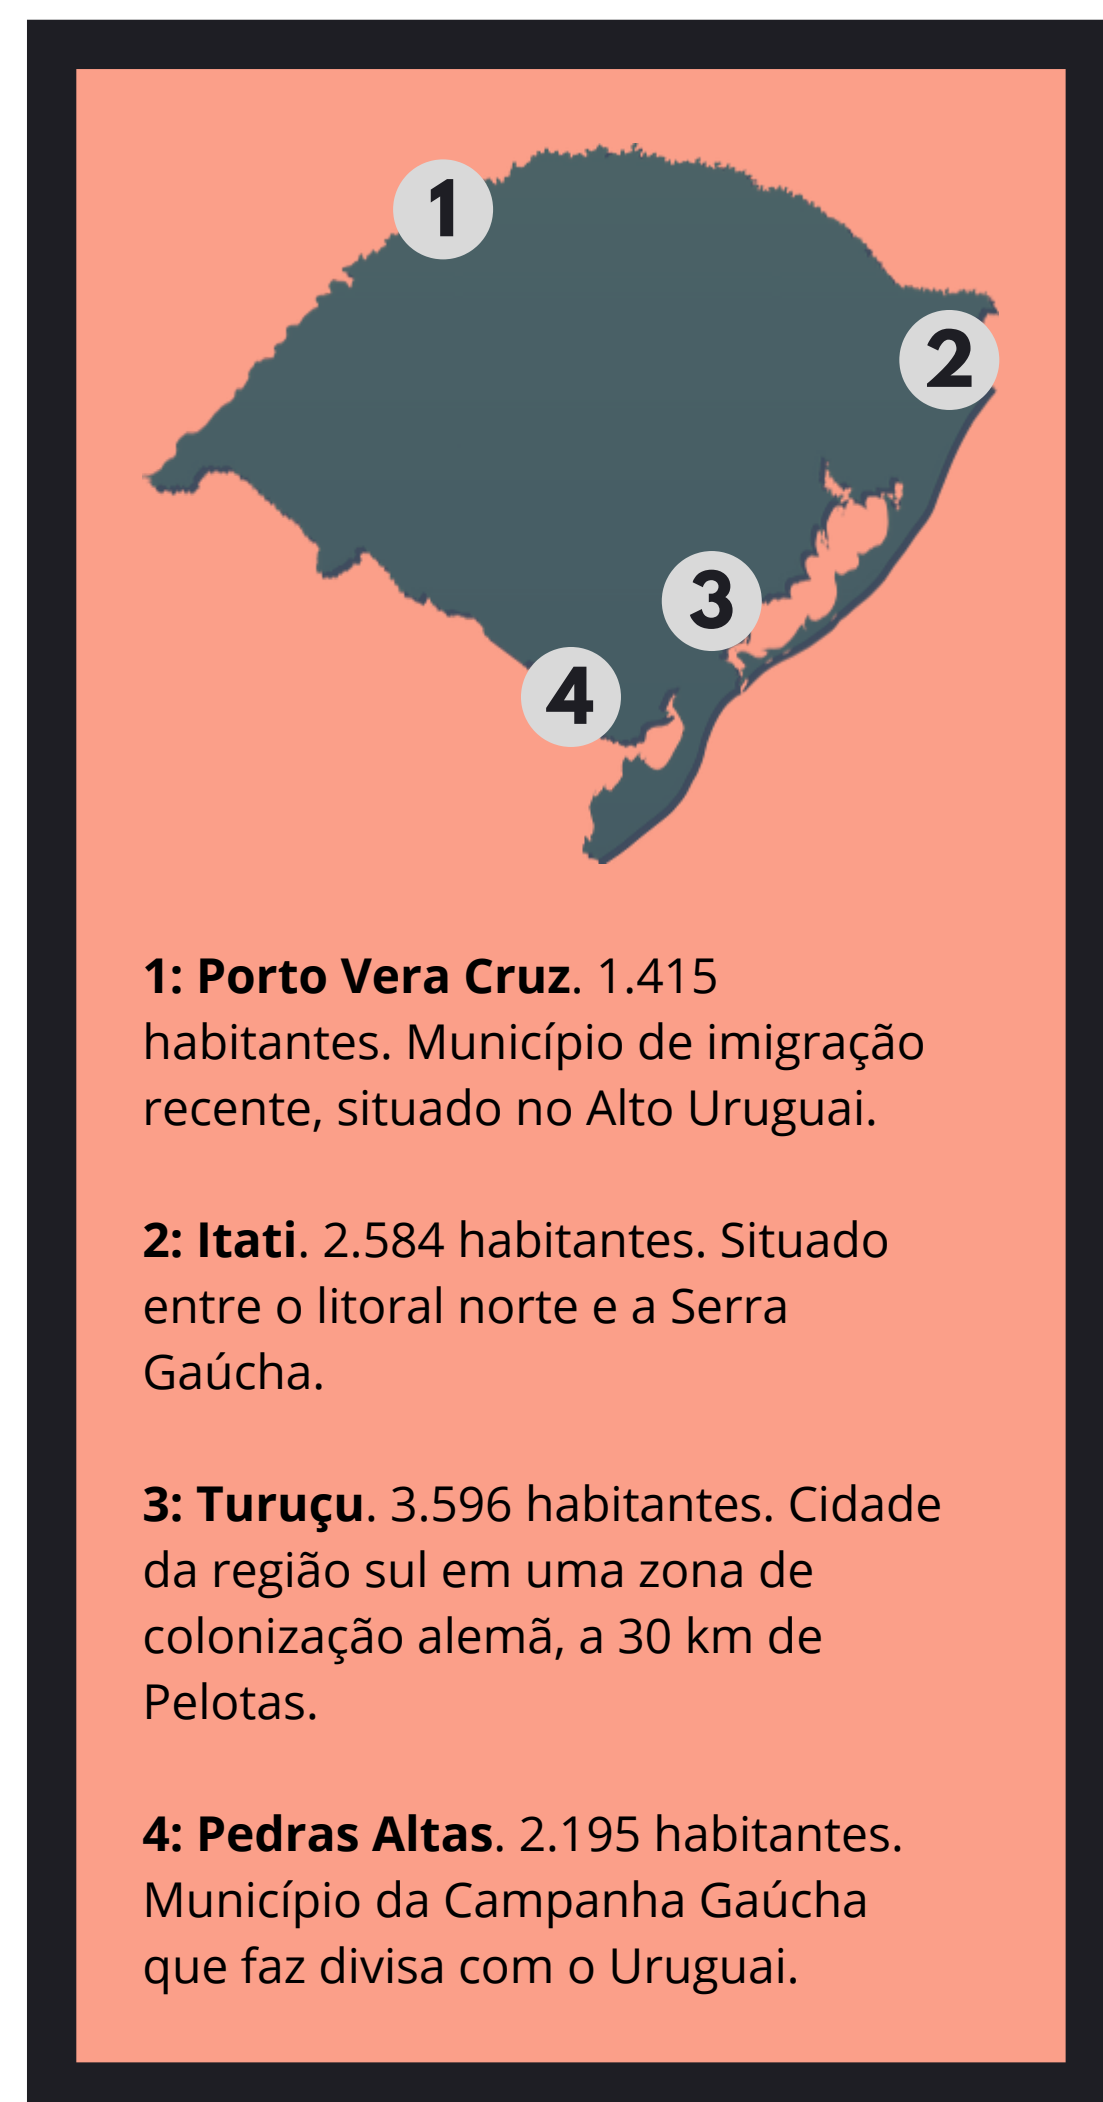 1
2
3
4
1: Porto Vera Cruz. 1.415
habitantes. Município de imigração
recente, situado no Alto Uruguai.
2: Itati. 2.584 habitantes. Situado
entre o litoral norte e a Serra
Gaúcha.
3: Turuçu. 3.596 habitantes. Cidade
da região sul em uma zona de
colonização alemã, a 30 km de
Pelotas.
4: Pedras Altas. 2.195 habitantes.
Município da Campanha Gaúcha
que faz divisa com o Uruguai.